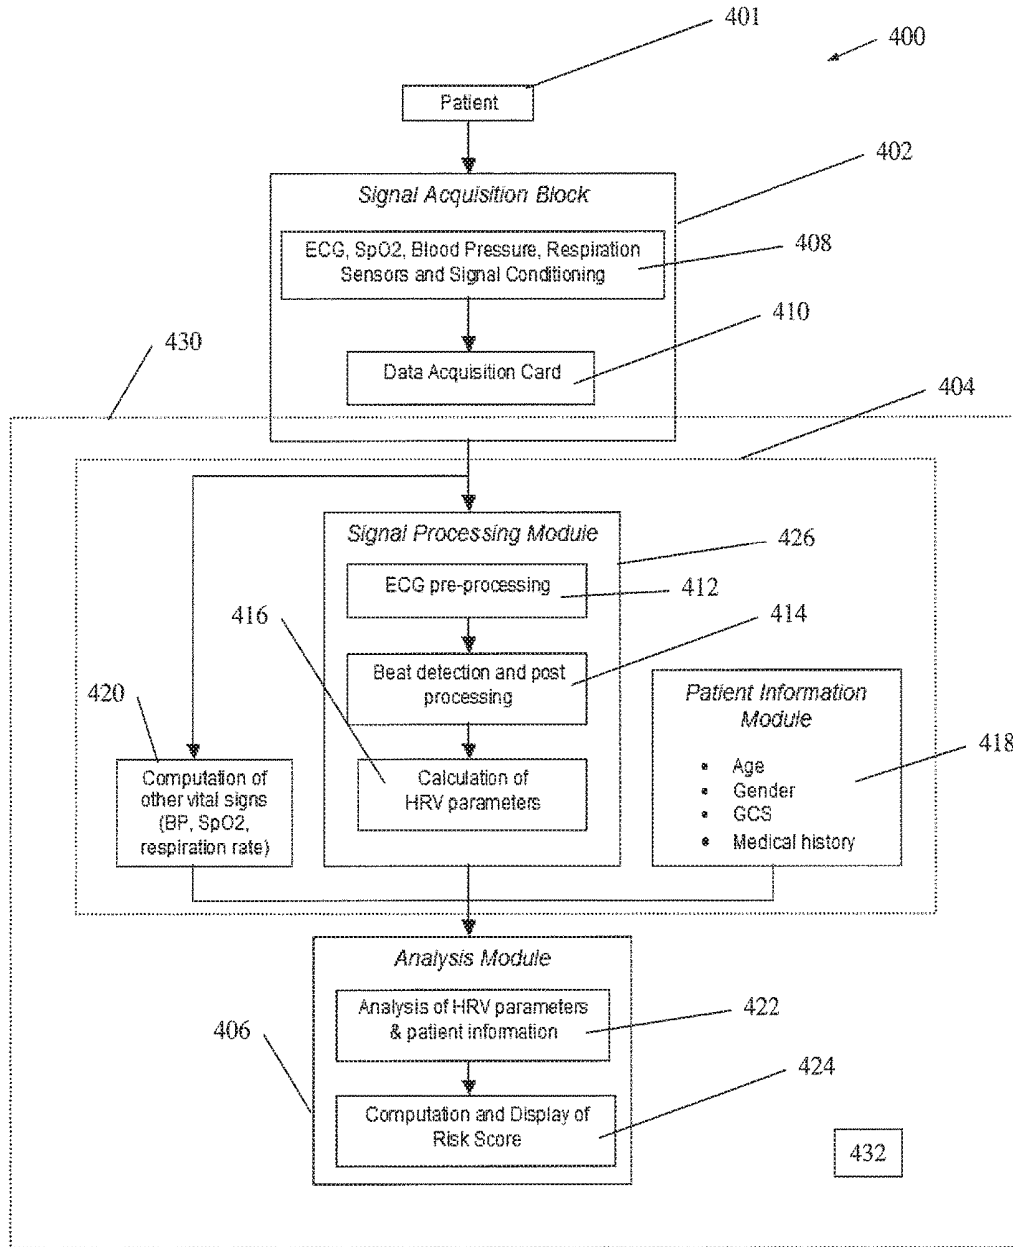 401
400
Patient
402
Signal Acquisition Block
ECG, SpO2, Blood Pressure, Respiration
Sensors and Signal Conditioning
408
410
430
Data Acquisition Card
404
Signal Processing Module
426
ECG pre-processing
412
416
414
Beat detection and post
processing
420
Patient Information
Module
418
Computation of
other vital signs
(BP, SpO2,
respiration rate)
Calculation of
HRV parameters
• Age
• Gender
• GCS
• Medical history
Analysis Module
Analysis of HRV parameters
& patient information
422
406
424
Computation and Display of
Risk Score
432